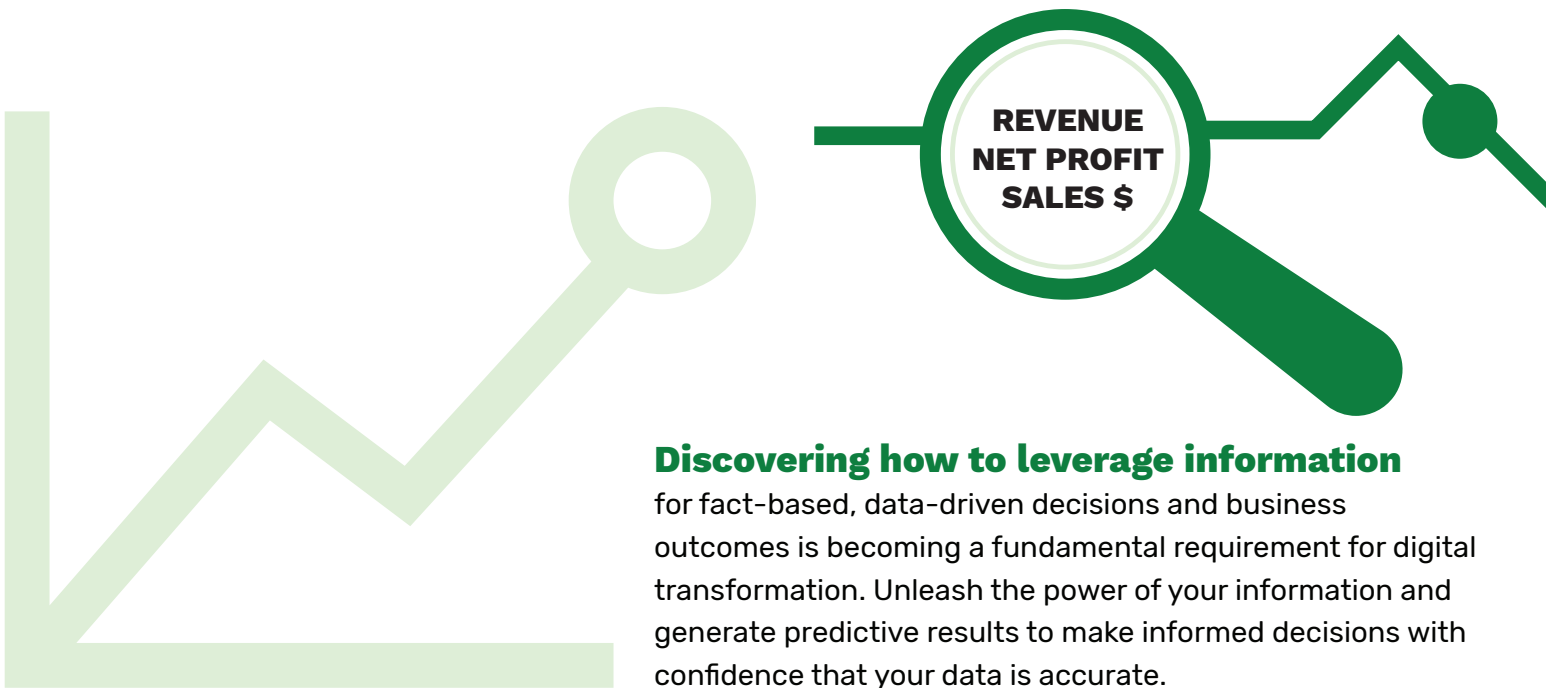 REVENUE
NET PROFIT
SALES $
Discovering how to leverage information
for fact-based, data-driven decisions and business
outcomes is becoming a fundamental requirement for digital
transformation. Unleash the power of your information and
generate predictive results to make informed decisions with
confidence that your data is accurate.